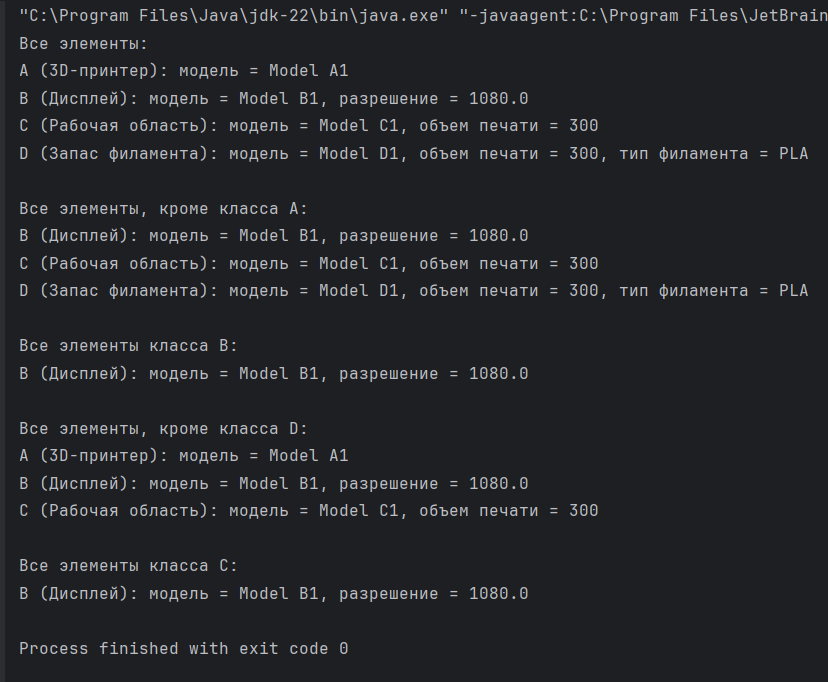 "C:\Program Files\Java\jdk-22\bin\java.exe" "-javaagent:C:\Program Files\JetBrain
Все элементы:
A (3D-принтер): модель = Model A1
B (Дисплей): модель = Model B1, разрешение = 1080.0
C (Рабочая область): модель = Model C1, объем печати = 300
D (Запас филамента): модель = Model D1, объем печати = 300, тип филамента = PLA
Все элементы, кроме класса A:
B (Дисплей): модель = Model B1, разрешение = 1080.0
C (Рабочая область): модель = Model C1, объем печати = 300
D (Запас филамента): модель = Model D1, объем печати = 300, тип филамента = PLA
Все элементы класса B:
B (Дисплей): модель = Model B1, разрешение = 1080.0
Все элементы, кроме класса D:
A (3D-принтер): модель = Model A1
B (Дисплей): модель = Model B1, разрешение = 1080.0
C (Рабочая область): модель = Model C1, объем печати = 300
Все элементы класса C:
B (Дисплей): модель = Model B1, разрешение = 1080.0
Process finished with exit code 0